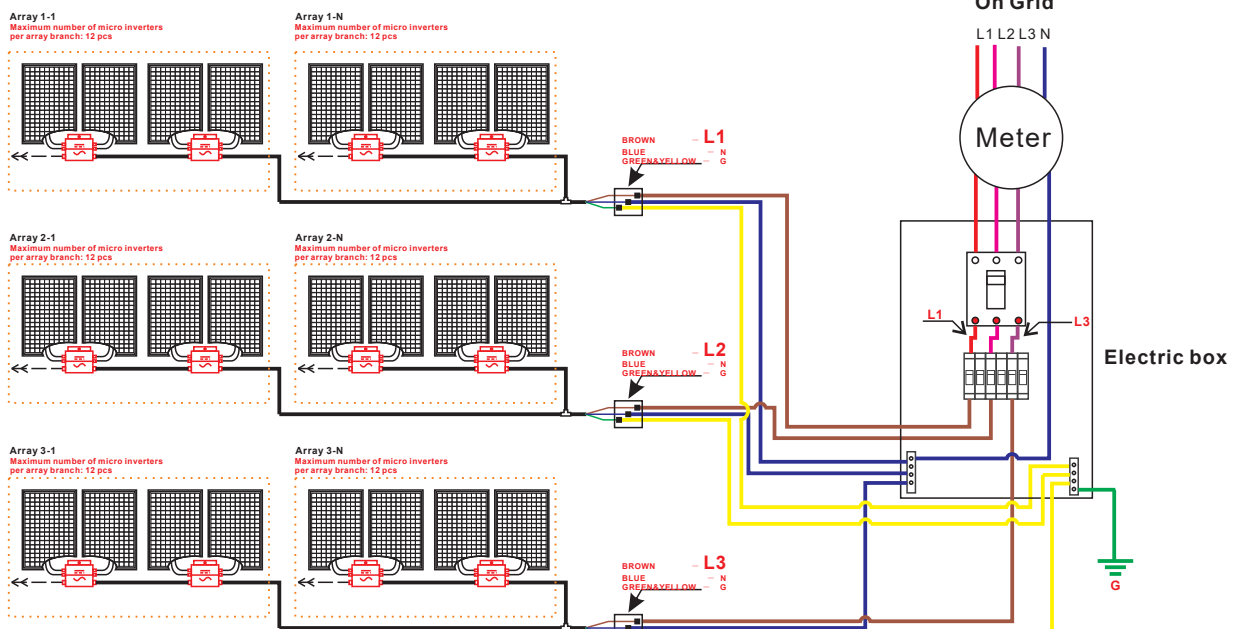 On Grid
L1 L2 L3 N
Meter
Array 1-1
Maximum number of micro inverters
per array branch: 12 pcs
Array 1-N
Maximum number of micro inverters
per array branch: 12 pcs
BROWN – L1
BLUE – N
GREEN&YELLOW – G
Array 2-1
Maximum number of micro inverters
per array branch: 12 pcs
Array 2-N
Maximum number of micro inverters
per array branch: 12 pcs
BROWN – L2
BLUE – N
GREEN&YELLOW – G
L1
L3
Electric box
Array 3-1
Maximum number of micro inverters
per array branch: 12 pcs
Array 3-N
Maximum number of micro inverters
per array branch: 12 pcs
BROWN – L3
BLUE – N
GREEN&YELLOW – G
G